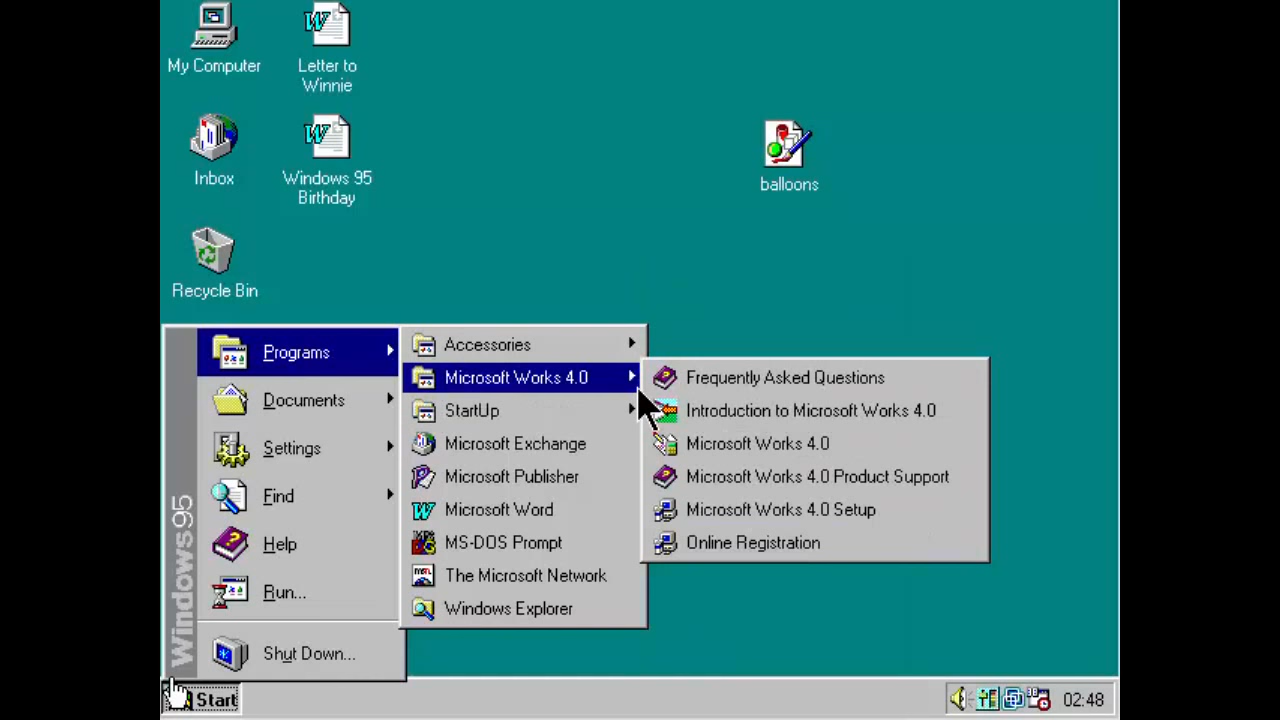 My Computer
Letter to
Winnie
Inbox
Windows 95
Birthday
balloons
Recycle Bin
Programs
Documents
Settings
Find
Help
Run...
Shut Down...
Windows95
Accessories
Microsoft Works 4.0
StartUp
Microsoft Exchange
Microsoft Publisher
Microsoft Word
MS-DOS Prompt
The Microsoft Network
Windows Explorer
Frequently Asked Questions
Introduction to Microsoft Works 4.0
Microsoft Works 4.0
Microsoft Works 4.0 Product Support
Microsoft Works 4.0 Setup
Online Registration
Start
02:48